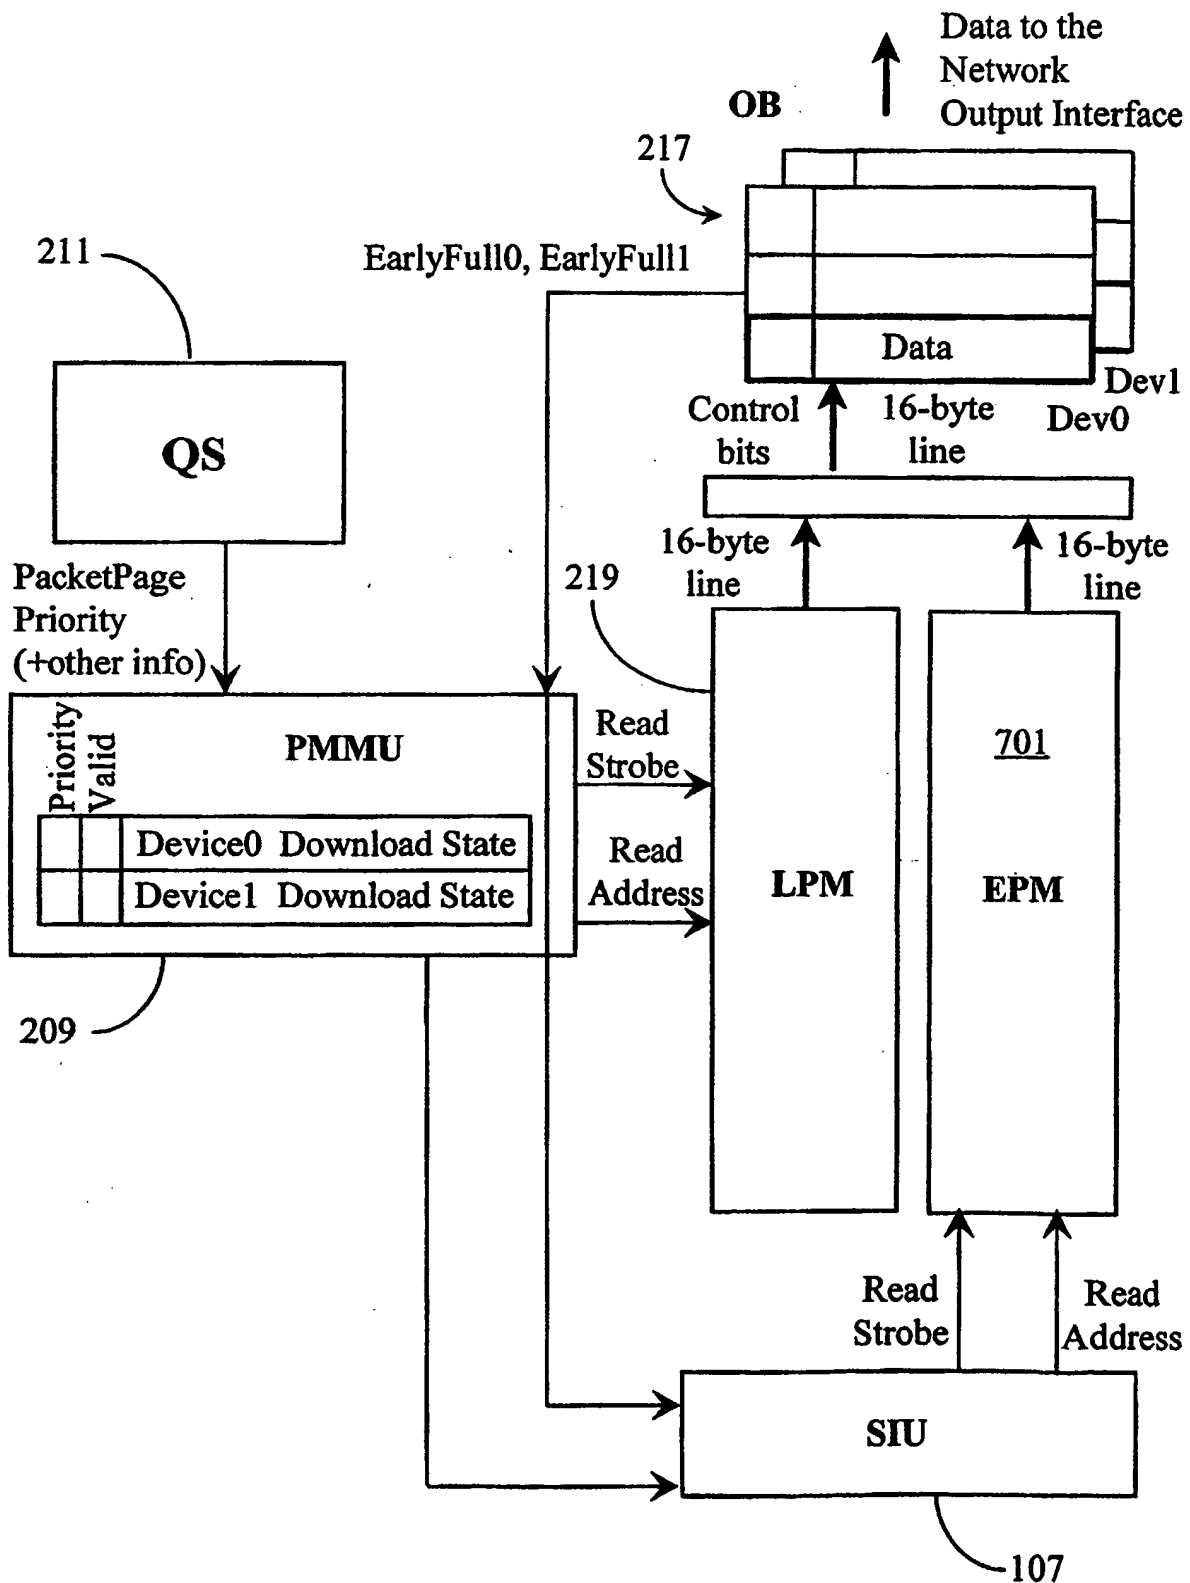 Data to the
Network
Output Interface
OB
217
211
EarlyFull0, EarlyFull1
Data
Dev1
Dev0
Control
bits
16-byte
line
QS
16-byte
line
16-byte
line
219
PacketPage
Priority
(+other info)
Priority
Valid
PMMU
Read
Strobe
701
Device0 Download State
Device1 Download State
Read
Address
LPM
EPM
209
Read
Strobe
Read
Address
SIU
107